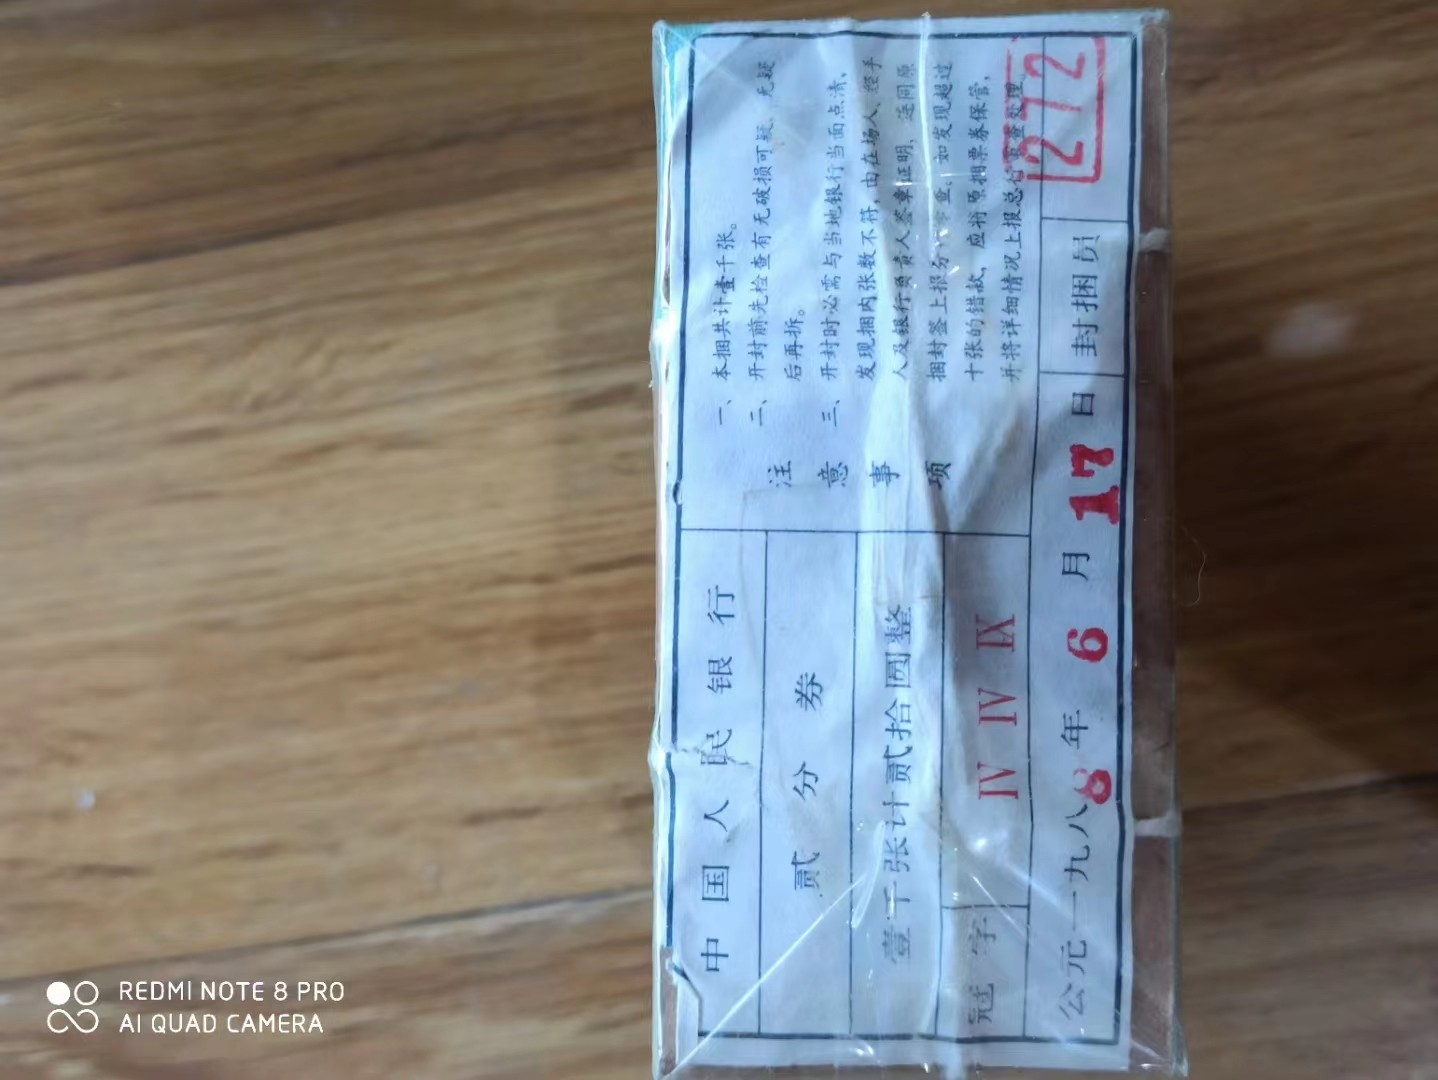 中国人民银行
贰分券
壹千张计贰拾圆整
冠字 IV IV IX
注意事项
一、本捆共计壹千张。
二、开封前先检查有无破损可疑，无疑
后再拆。
三、开封时必需与当地银行当面点清、
发现捆内张数不符，由在场人、经手
人及银行负责人签章证明，连同原
捆封签上报分行审查。如发现超过
十张的错款，应将原捆票券保管，
并将详细情况上报总行审查处理。
公元一九八8年6月17日 封捆员 272
REDMI NOTE 8 PRO
AI QUAD CAMERA